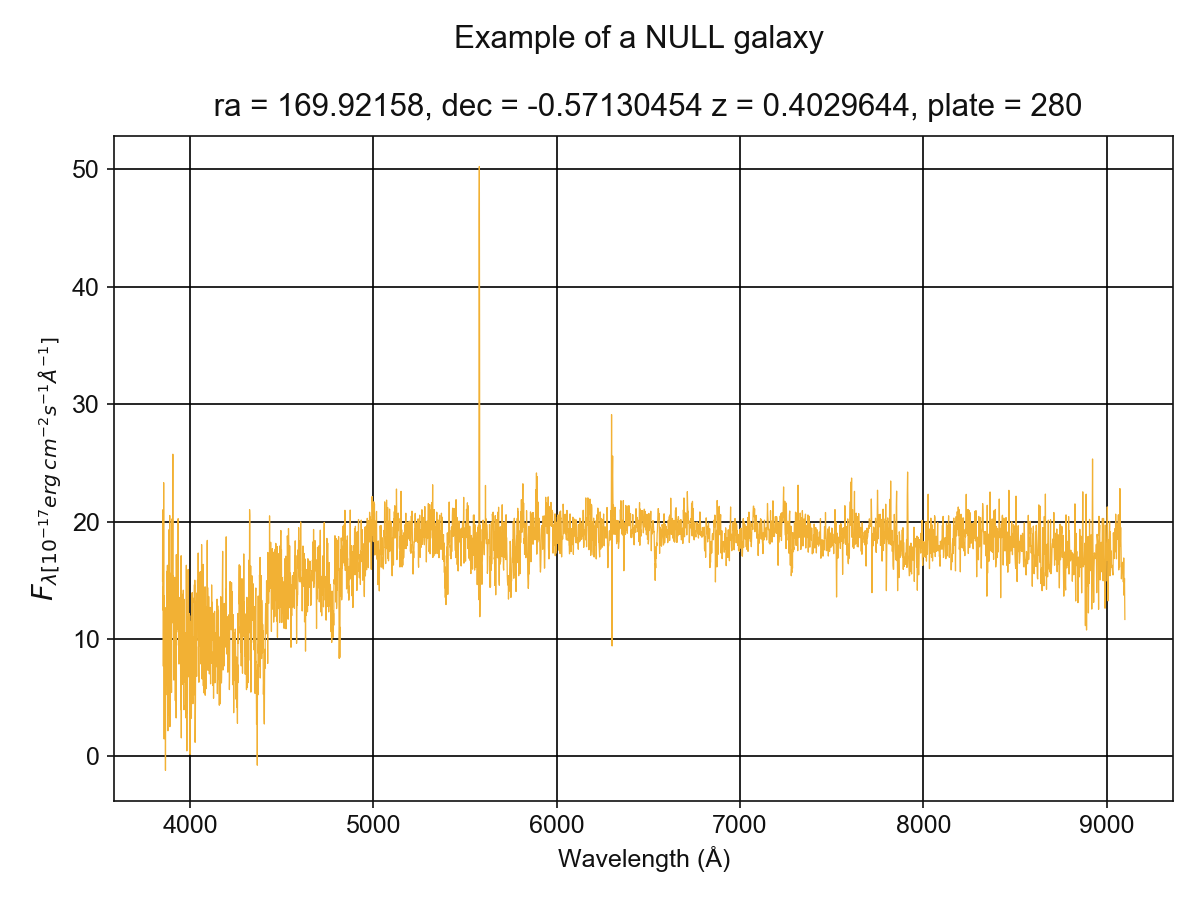 Example of a NULL galaxy
ra = 169.92158, dec = -0.57130454 z = 0.4029644, plate = 280
50
40
30
20
10
0
F_λ[10^−17 erg cm^−2 s^−1 Å^−1]
4000 5000 6000 7000 8000 9000
Wavelength (Å)